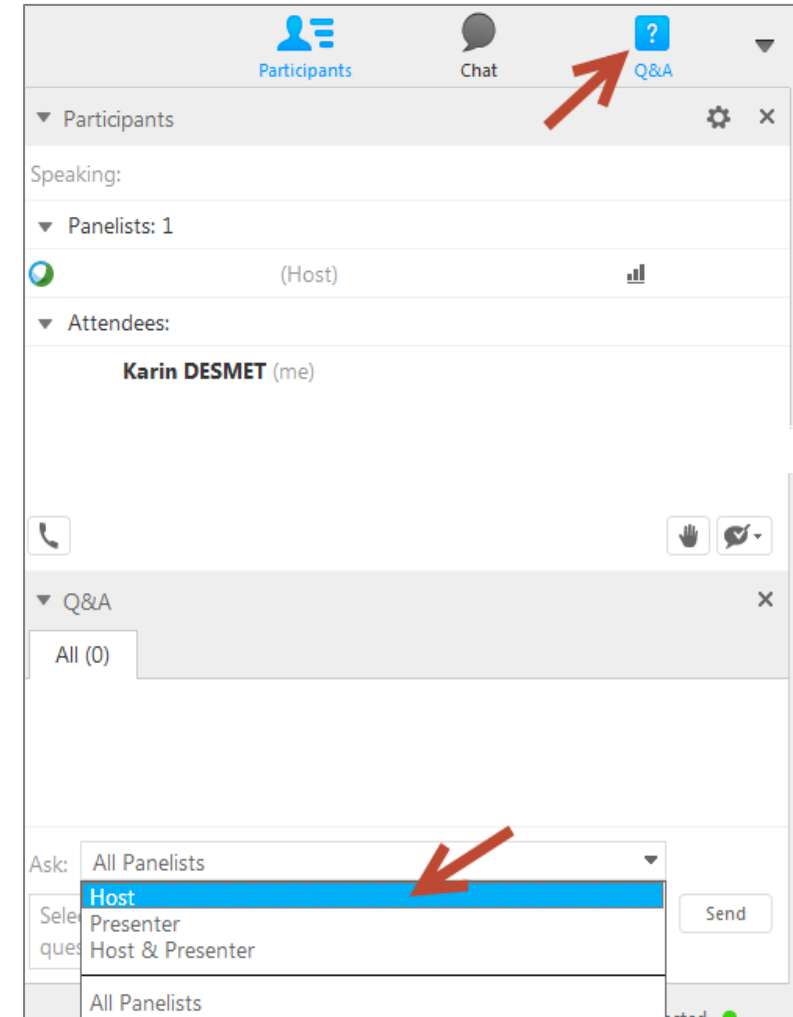 Participants Chat Q&A
Participants
Speaking:
Panelists: 1
(Host)
Attendees:
Karin DESMET (me)
Q&A
All (0)
Ask: All Panelists
Host
Presenter
Host & Presenter
Send
All Panelists